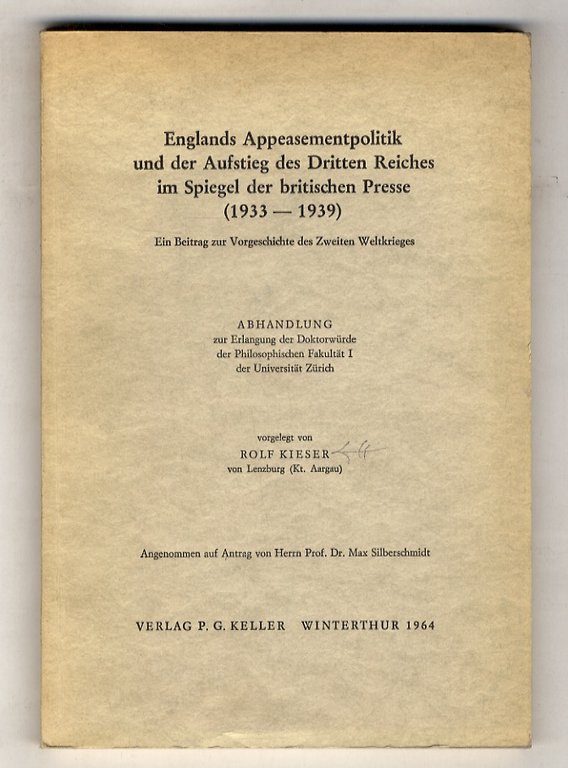 Englands Appeasementpolitik
und der Aufstieg des Dritten Reiches
im Spiegel der britischen Presse
(1933 — 1939)
Ein Beitrag zur Vorgeschichte des Zweiten Weltkrieges
ABHANDLUNG
zur Erlangung der Doktorwürde
der Philosophischen Fakultät I
der Universität Zürich
vorgelegt von
ROLF KIESER
von Lenzburg (Kt. Aargau)
Angenommen auf Antrag von Herrn Prof. Dr. Max Silberschmidt
VERLAG P. G. KELLER WINTERTHUR 1964